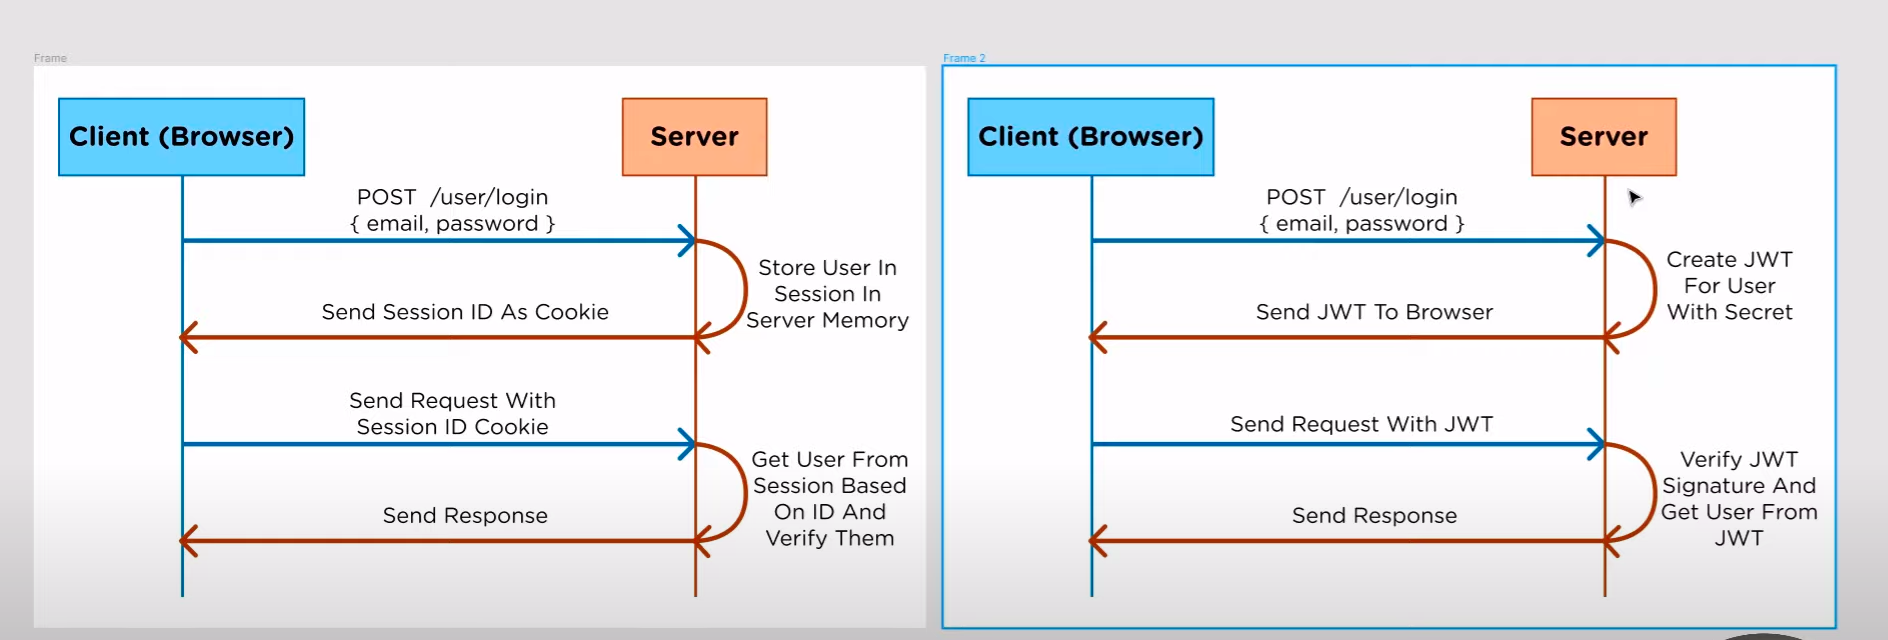 Frame
Client (Browser)
Server
POST /user/login
{ email, password }
Store User In
Session In
Server Memory
Send Session ID As Cookie
Send Request With
Session ID Cookie
Get User From
Session Based
On ID And
Verify Them
Send Response
Frame 2
Client (Browser)
Server
POST /user/login
{ email, password }
Create JWT
For User
With Secret
Send JWT To Browser
Send Request With JWT
Verify JWT
Signature And
Get User From
JWT
Send Response